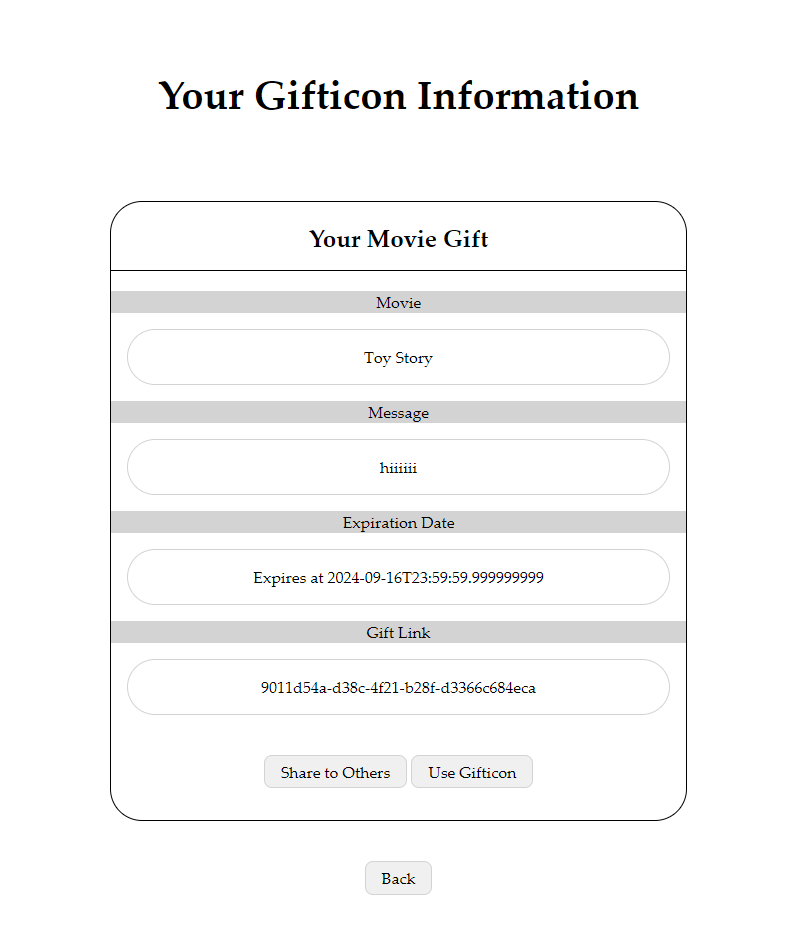 Your Gifticon Information
Your Movie Gift
Movie
Toy Story
Message
hiiiiii
Expiration Date
Expires at 2024-09-16T23:59:59.999999999
Gift Link
9011d54a-d38c-4f21-b28f-d3366c684eca
Share to Others Use Gifticon
Back